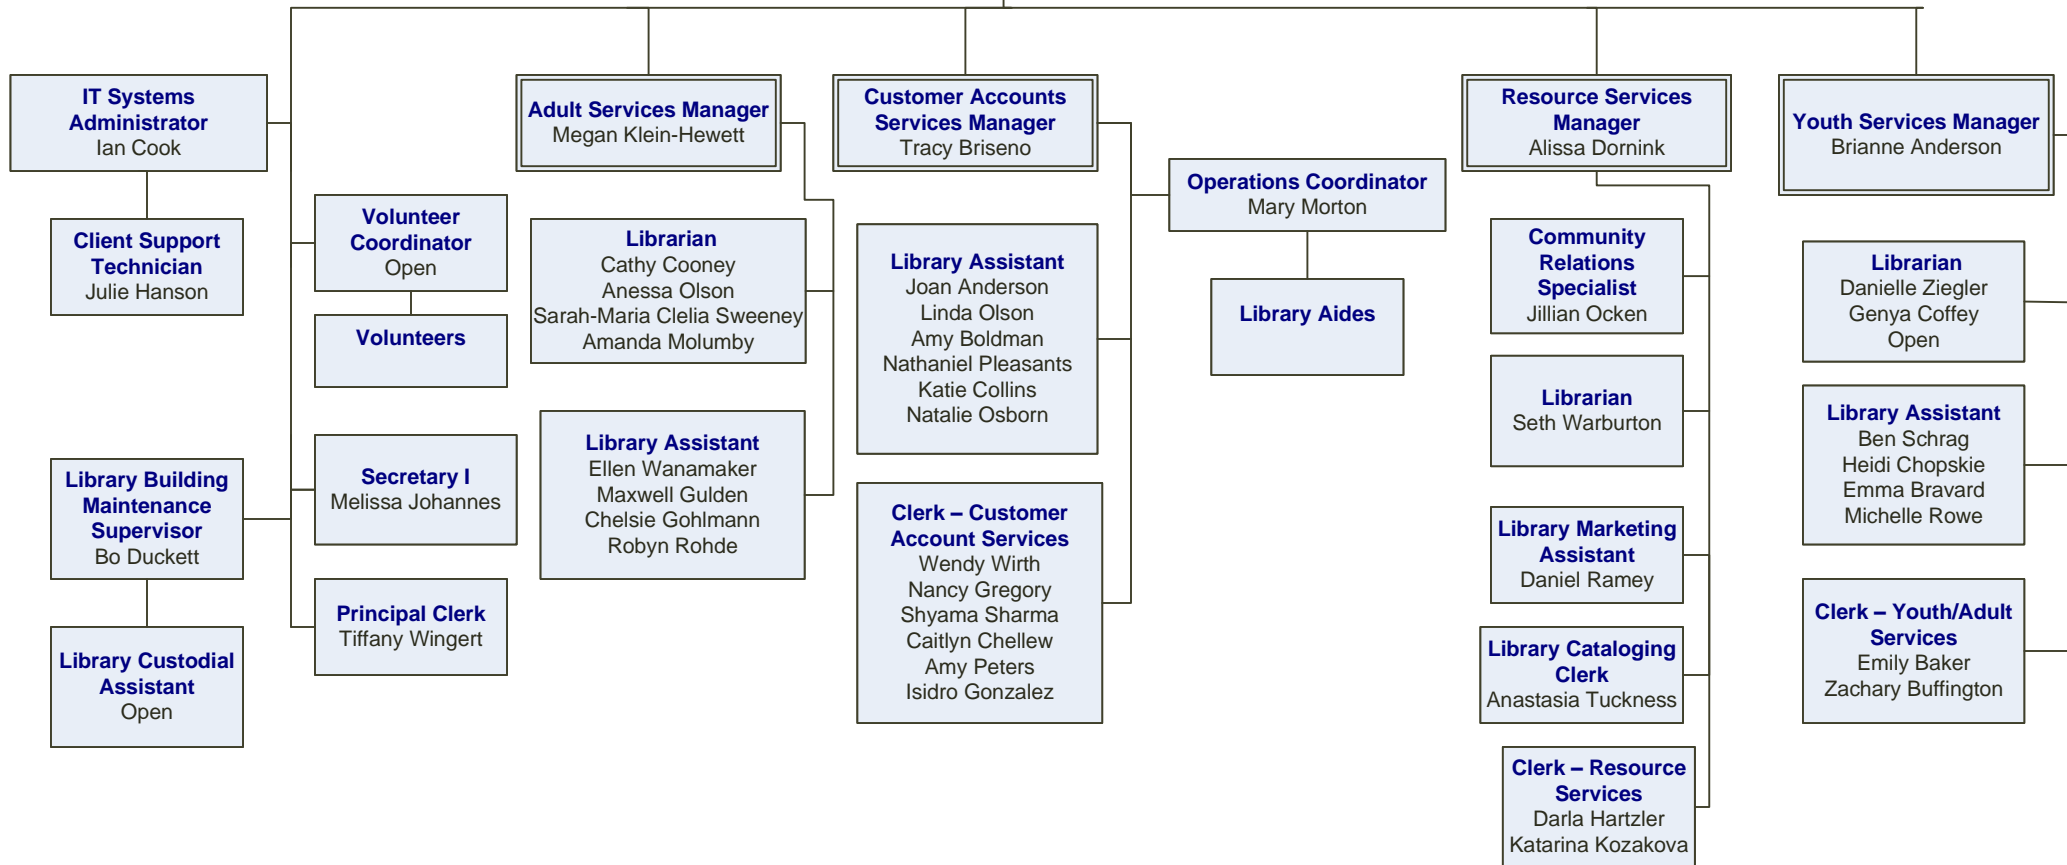 IT Systems
Administrator
Ian Cook
Client Support
Technician
Julie Hanson
Library Building
Maintenance
Supervisor
Bo Duckett
Library Custodial
Assistant
Open
Volunteer
Coordinator
Open
Volunteers
Secretary I
Melissa Johannes
Principal Clerk
Tiffany Wingert
Adult Services Manager
Megan Klein-Hewett
Librarian
Cathy Cooney
Anessa Olson
Sarah-Maria Clelia Sweeney
Amanda Molumby
Library Assistant
Ellen Wanamaker
Maxwell Gulden
Chelsie Gohlmann
Robyn Rohde
Customer Accounts
Services Manager
Tracy Briseno
Library Assistant
Joan Anderson
Linda Olson
Amy Boldman
Nathaniel Pleasants
Katie Collins
Natalie Osborn
Clerk – Customer
Account Services
Wendy Wirth
Nancy Gregory
Shyama Sharma
Caitlyn Chellew
Amy Peters
Isidro Gonzalez
Operations Coordinator
Mary Morton
Library Aides
Resource Services
Manager
Alissa Dornink
Community
Relations
Specialist
Jillian Ocken
Librarian
Seth Warburton
Library Marketing
Assistant
Daniel Ramey
Library Cataloging
Clerk
Anastasia Tuckness
Clerk – Resource
Services
Darla Hartzler
Katarina Kozakova
Youth Services Manager
Brianne Anderson
Librarian
Danielle Ziegler
Genya Coffey
Open
Library Assistant
Ben Schrag
Heidi Chopskie
Emma Bravard
Michelle Rowe
Clerk – Youth/Adult
Services
Emily Baker
Zachary Buffington